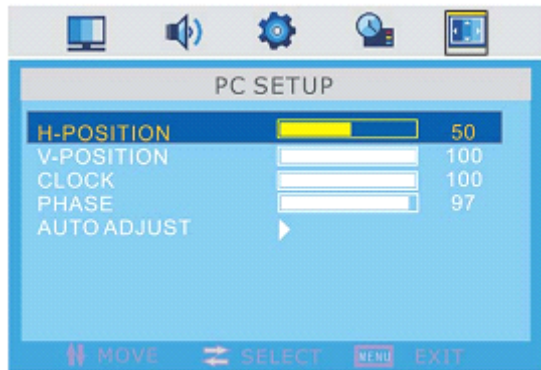 PC SETUP
H-POSITION 50
V-POSITION 100
CLOCK 100
PHASE 97
AUTO ADJUST
MOVE SELECT MENU EXIT